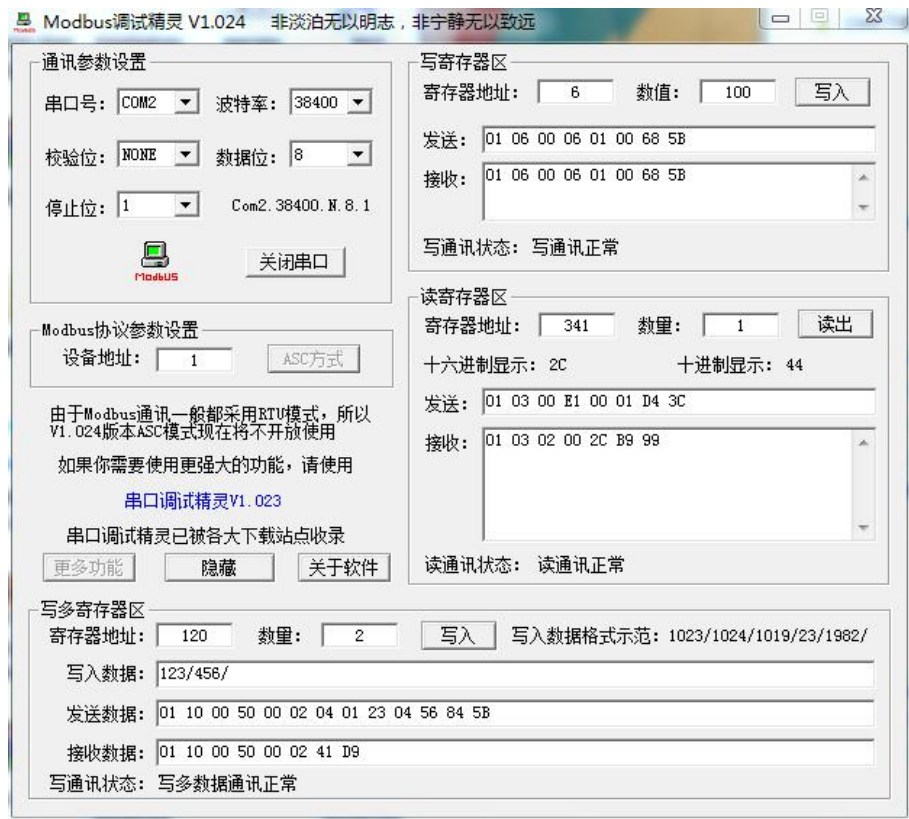 Modbus调试精灵 V1.024 非淡泊无以明志，非宁静无以致远
通讯参数设置
串口号： COM2 波特率： 38400
校验位： NONE 数据位： 8
停止位： 1 Com2.38400.N.8.1
Modbus 关闭串口
Modbus协议参数设置
设备地址： 1 ASC方式
由于Modbus通讯一般都采用RTU模式，所以
V1.024版本ASC模式现在将不开放使用
如果你需要使用更强大的功能，请使用
串口调试精灵V1.023
串口调试精灵已被各大下载站点收录
更多功能 隐藏 关于软件
写寄存器区
寄存器地址： 6 数值： 100 写入
发送： 01 06 00 06 01 00 68 5B
接收： 01 06 00 06 01 00 68 5B
写通讯状态： 写通讯正常
读寄存器区
寄存器地址： 341 数量： 1 读出
十六进制显示： 2C 十进制显示： 44
发送： 01 03 00 E1 00 01 D4 3C
接收： 01 03 02 00 2C B9 99
读通讯状态： 读通讯正常
写多寄存器区
寄存器地址： 120 数量： 2 写入 写入数据格式示范：1023/1024/1019/23/1982/
写入数据： 123/456/
发送数据： 01 10 00 50 00 02 04 01 23 04 56 84 5B
接收数据： 01 10 00 50 00 02 41 D9
写通讯状态： 写多数据通讯正常